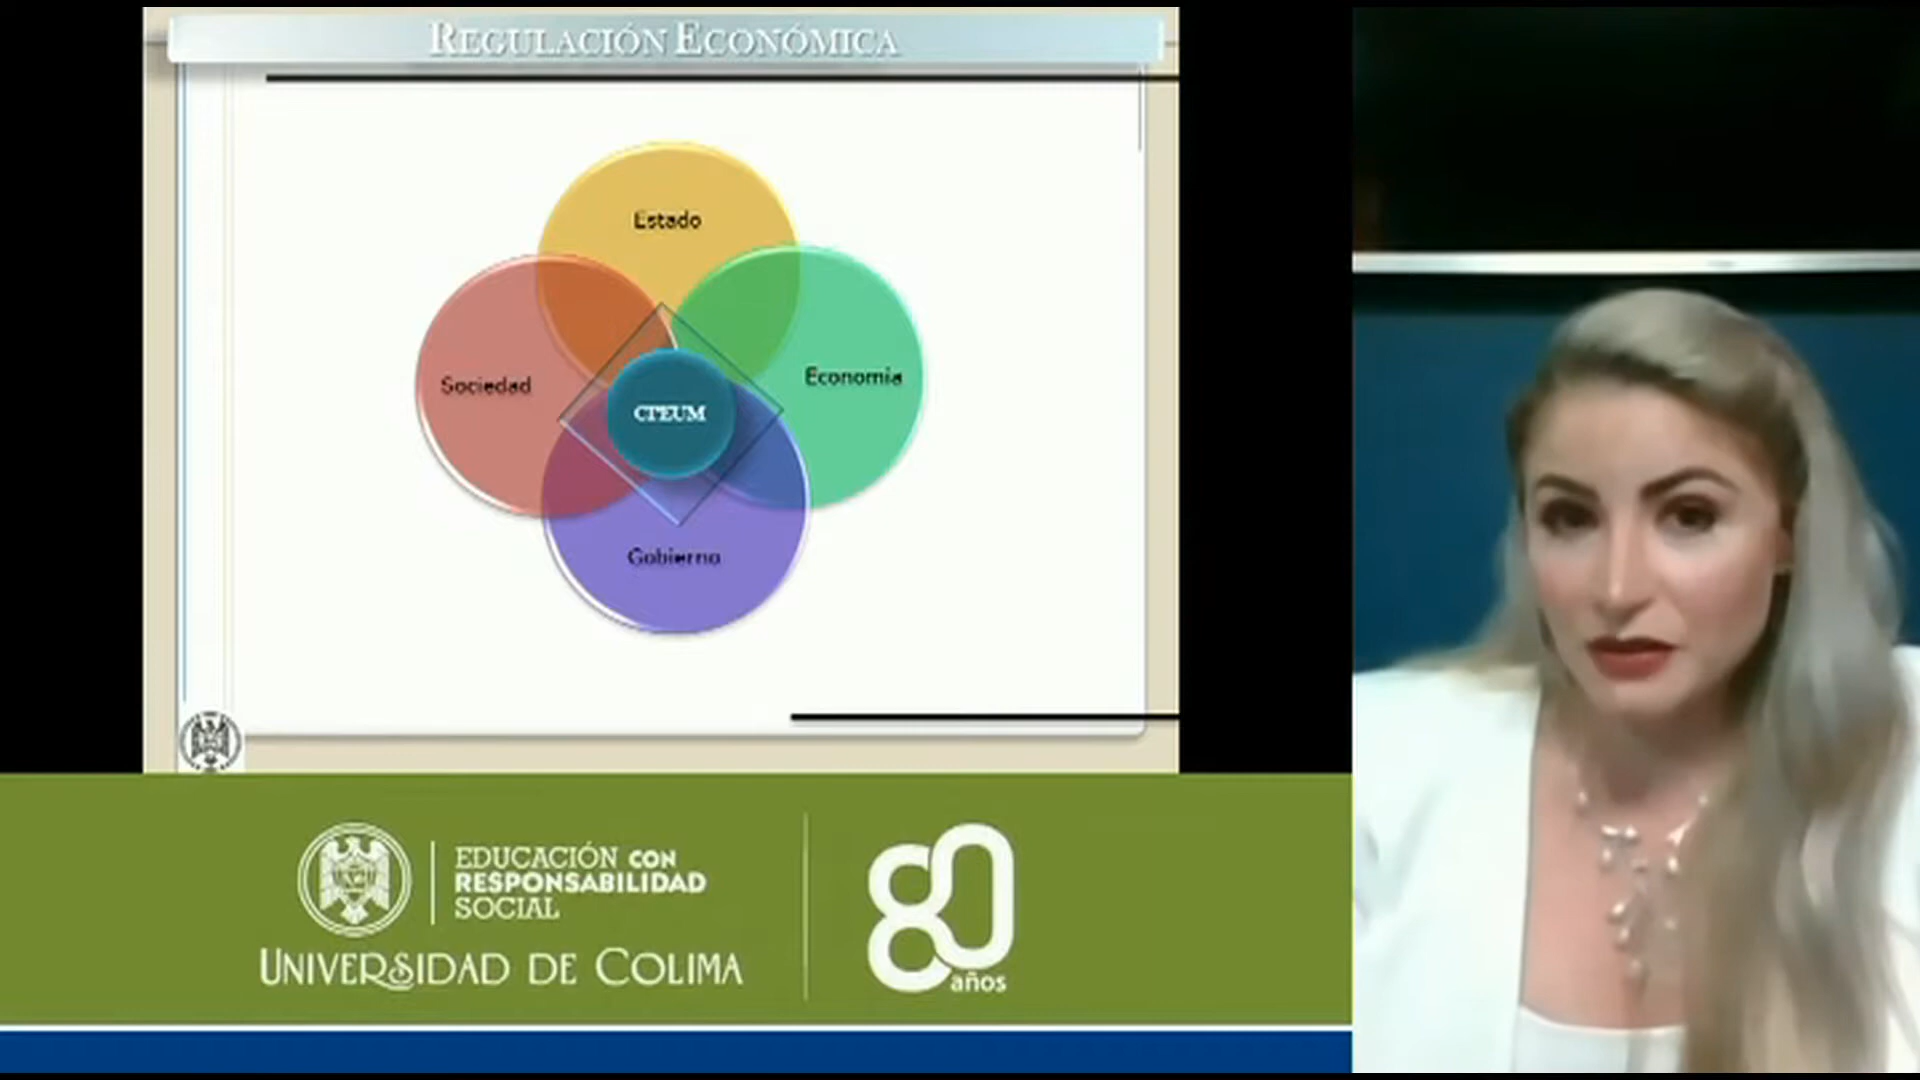 REGULACIÓN ECONÓMICA
Estado
Sociedad
Economía
CTEUM
Gobierno
EDUCACIÓN CON
RESPONSABILIDAD
SOCIAL
UNIVERSIDAD DE COLIMA
80
años